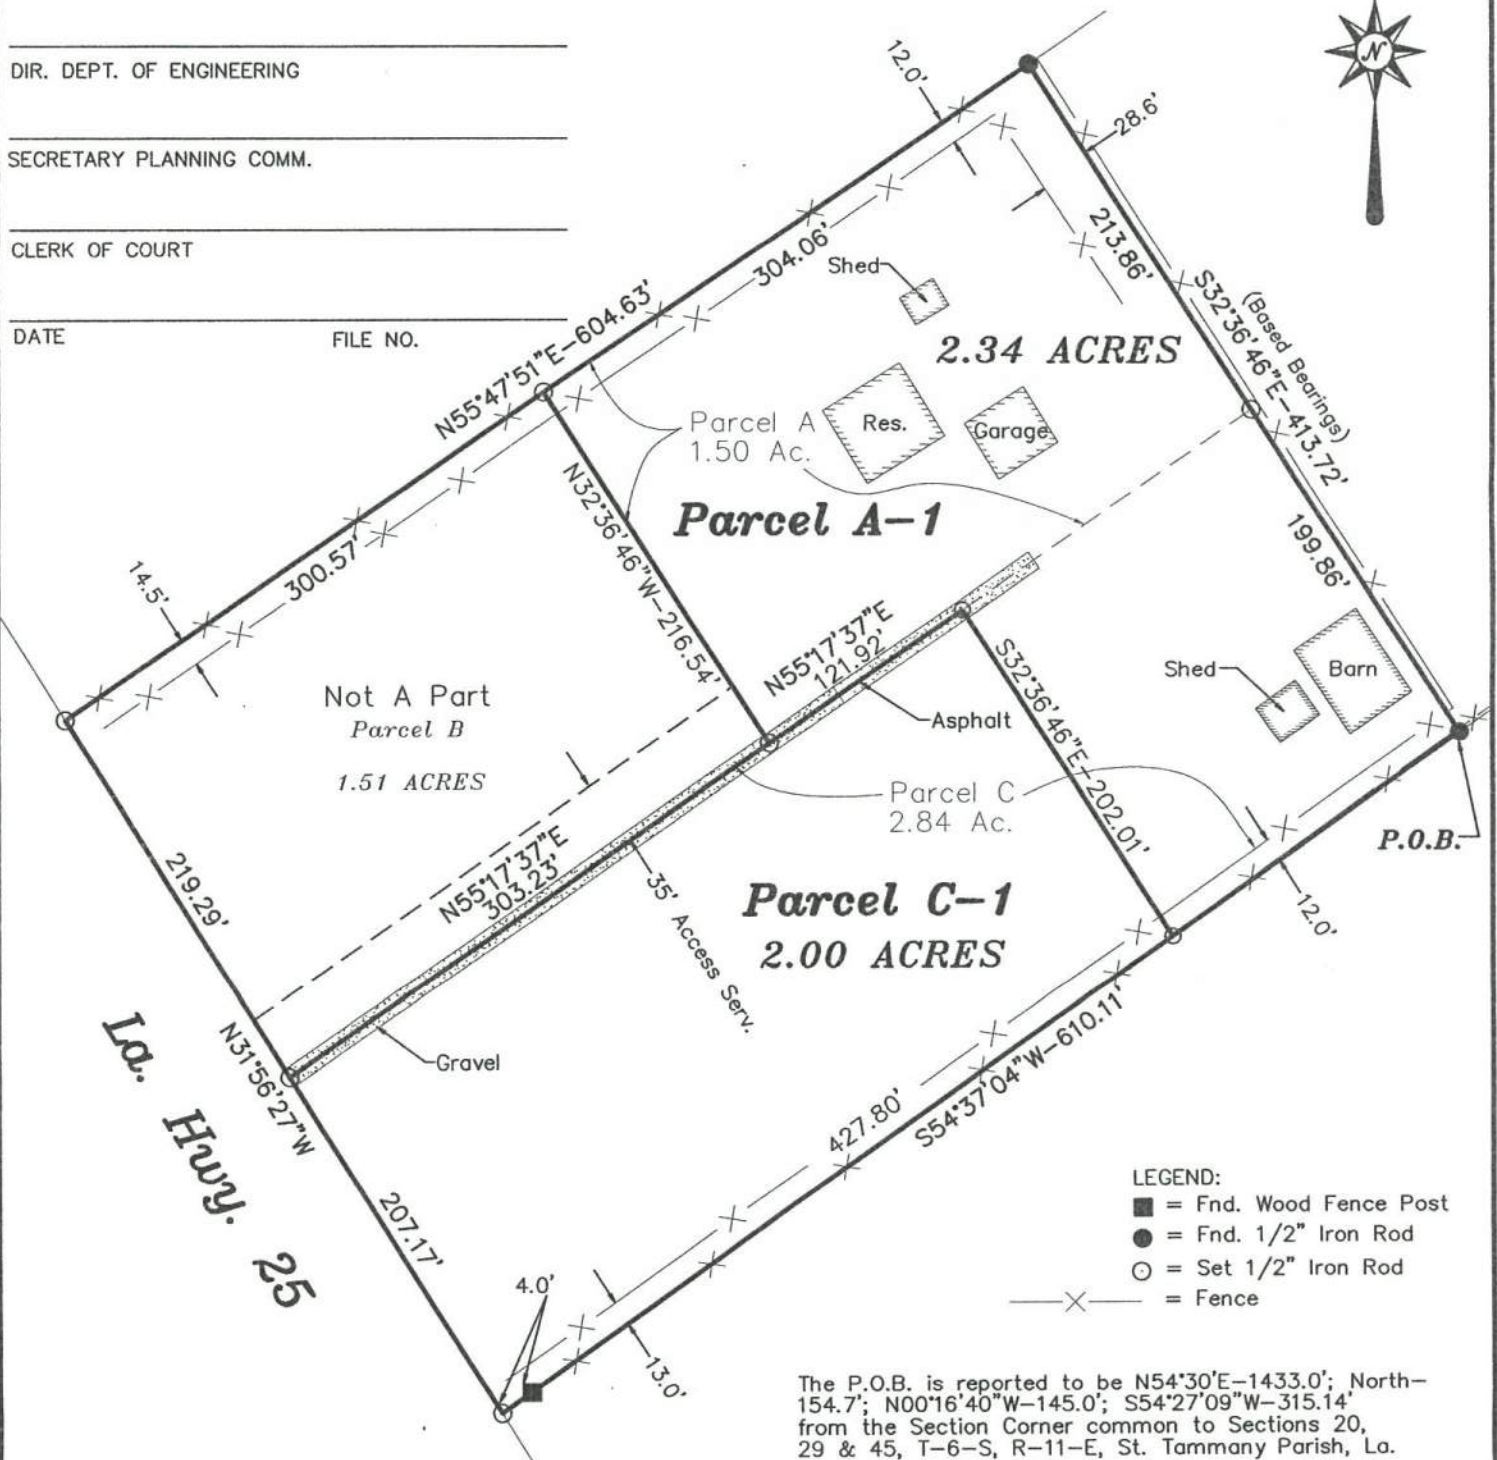 DIR. DEPT. OF ENGINEERING
SECRETARY PLANNING COMM.
CLERK OF COURT
DATE
FILE NO.
N
12.0'
28.6'
213.86'
304.06'
Shed
2.34 ACRES
(Based Bearings)
S32°36'46"E-413.72'
N55°47'51"E-604.63'
Parcel A
1.50 Ac.
Res.
Garage
Parcel A-1
N32°36'46"W-216.54'
300.57'
14.5'
199.86'
N55°17'37"E
121.92'
Asphalt
S32°36'46"E-202.01'
Shed
Barn
Not A Part
Parcel B
1.51 ACRES
Parcel C
2.84 Ac.
P.O.B.
219.29'
N55°17'37"E
303.23'
35' Access Serv.
Parcel C-1
2.00 ACRES
12.0'
Gravel
N31°56'27"W
La. Hwy. 25
S54°37'04"W-610.11'
427.80'
207.17'
4.0'
13.0'
LEGEND:
= Fnd. Wood Fence Post
= Fnd. 1/2" Iron Rod
= Set 1/2" Iron Rod
= Fence
The P.O.B. is reported to be N54°30'E-1433.0'; North-
154.7'; N00°16'40"W-145.0'; S54°27'09"W-315.14'
from the Section Corner common to Sections 20,
29 & 45, T-6-S, R-11-E, St. Tammany Parish, La.